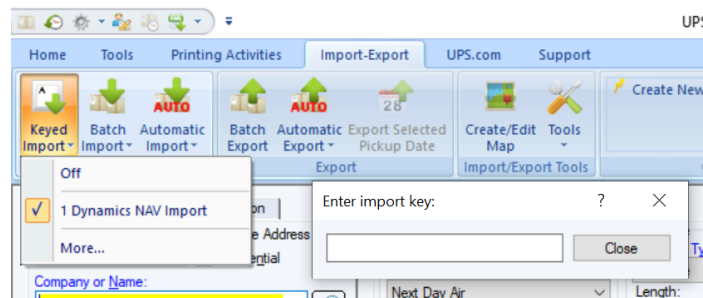 UPS
Home Tools Printing Activities Import-Export UPS.com Support
A AUTO AUTO 28 Create New
Keyed Import Batch Import Automatic Import Batch Export Automatic Export Export Selected Pickup Date Create/Edit Map Tools
Export Import/Export Tools
Off
1 Dynamics NAV Import
More...
on
Enter import key: ? X
e Address
ential
Close
Ty
Company or Name:
Next Day Air Length: